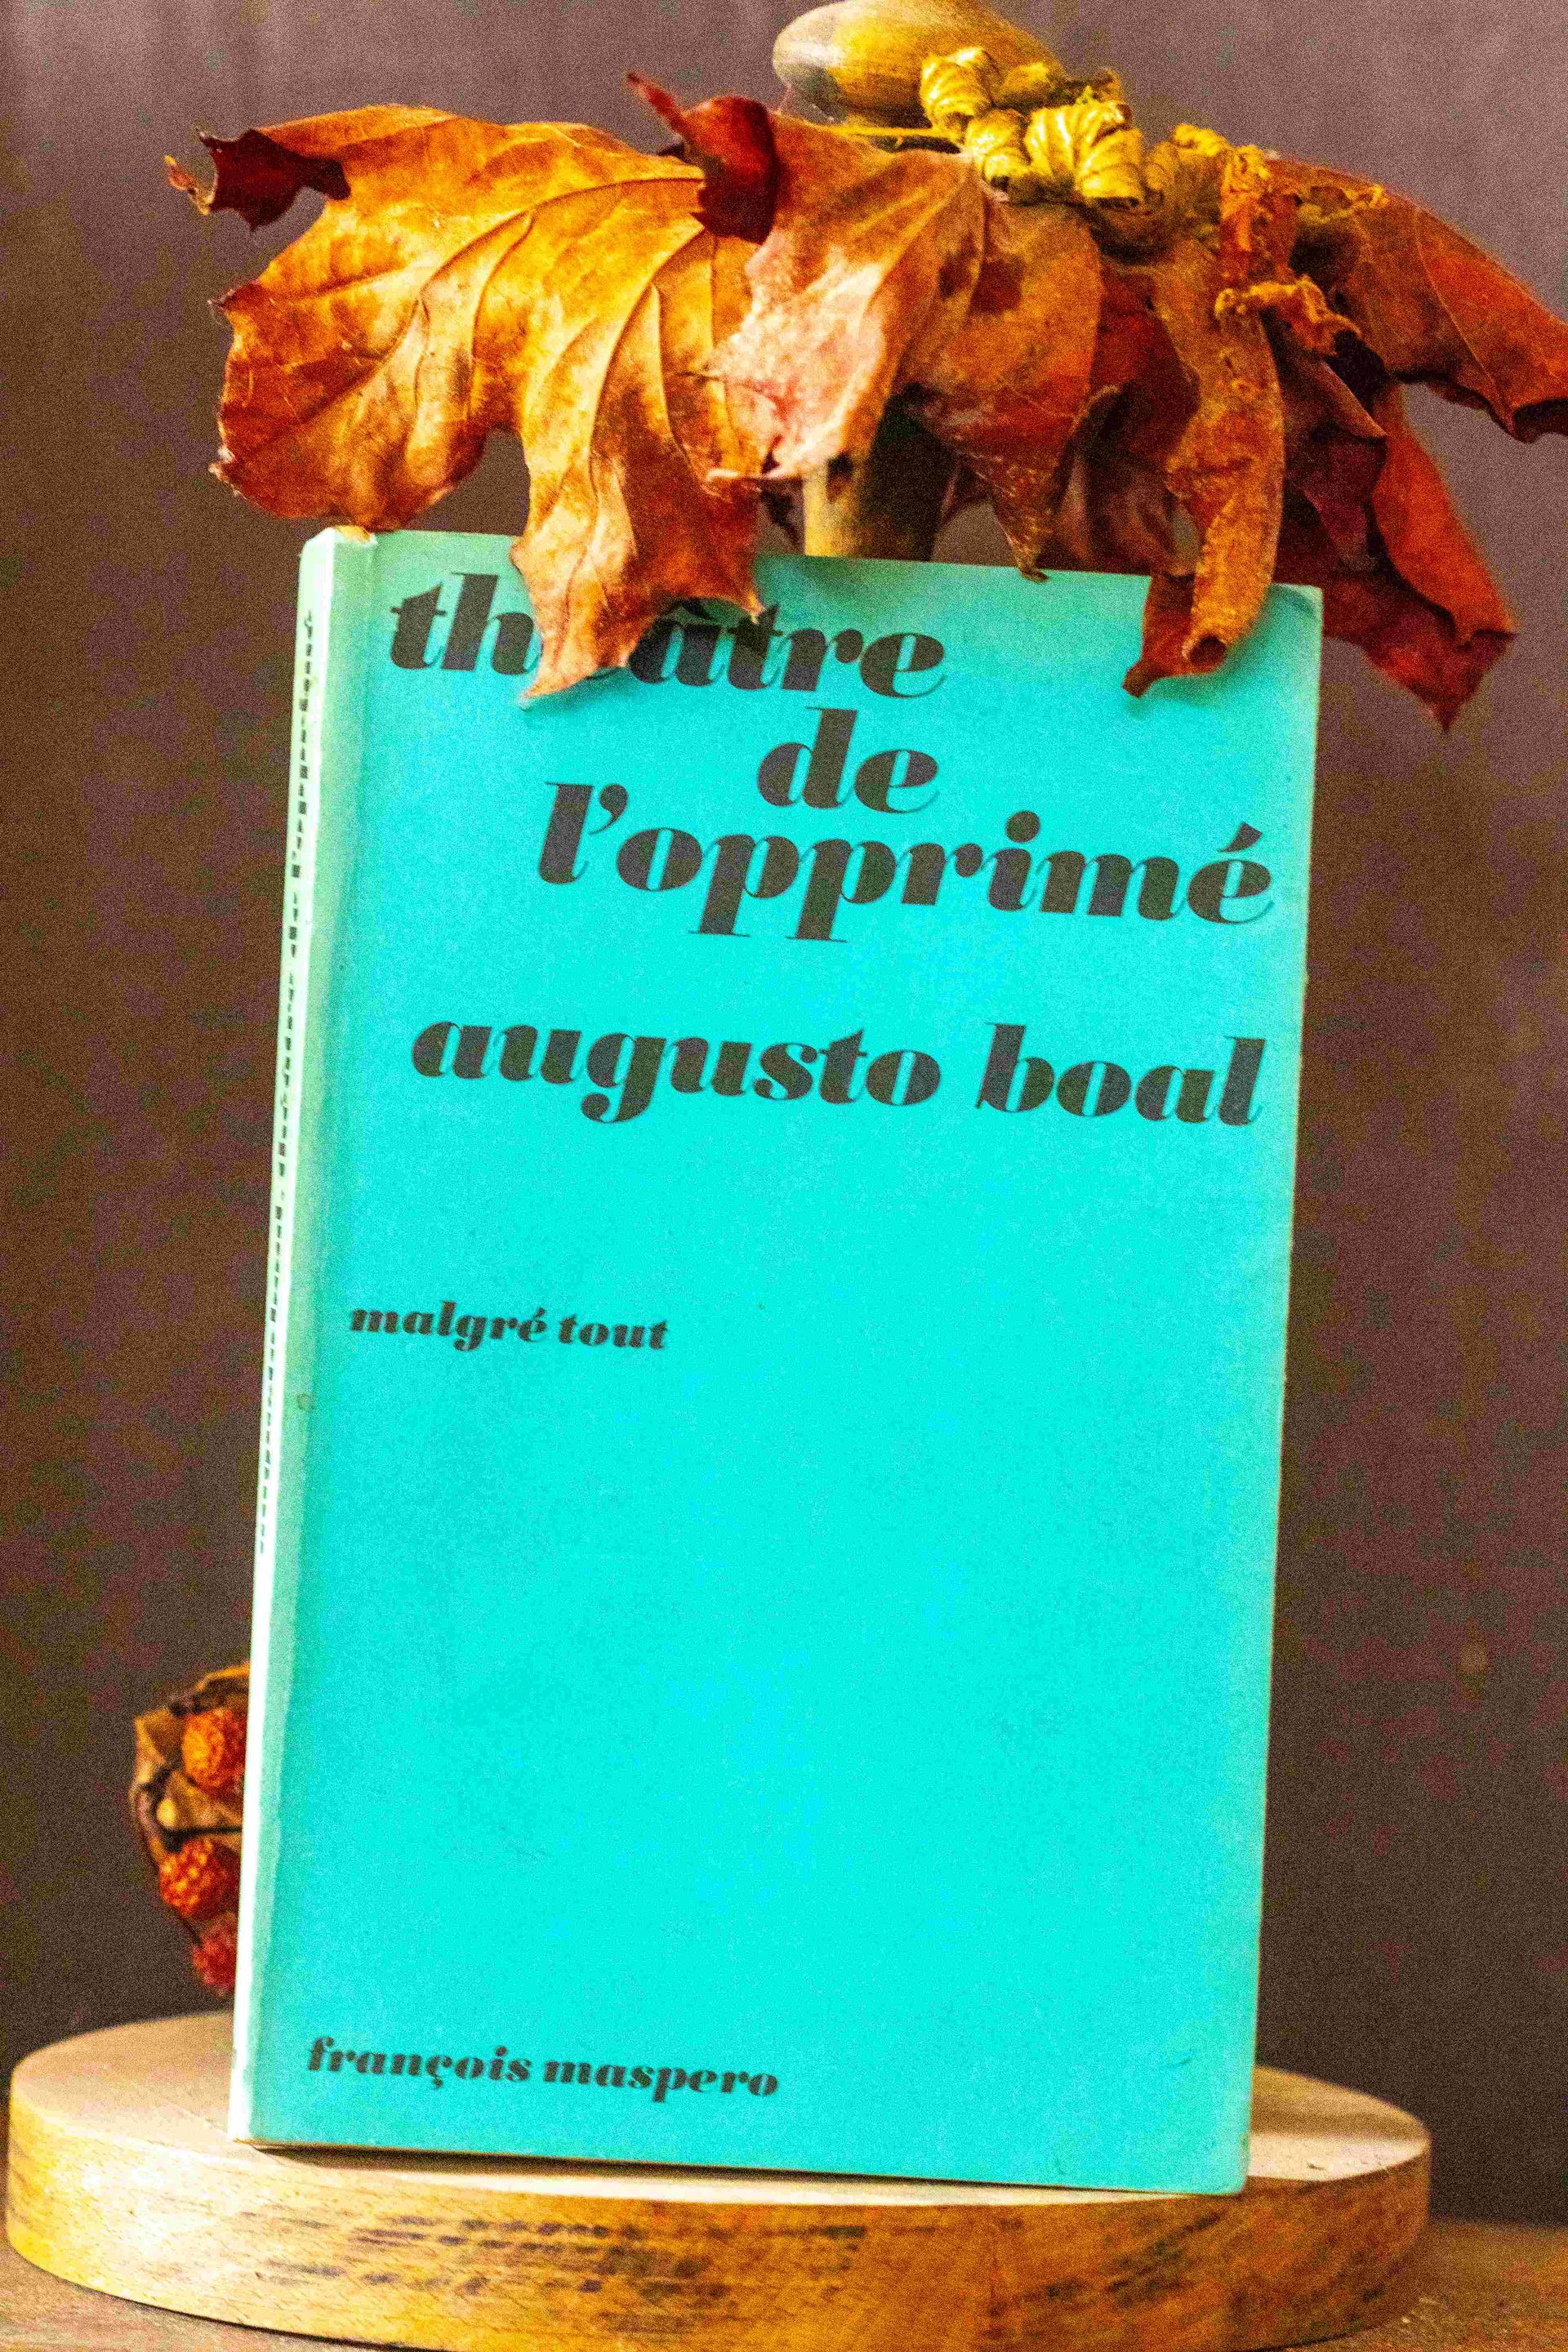 théâtre
de
l'opprimé
augusto boal
malgré tout
françois maspero